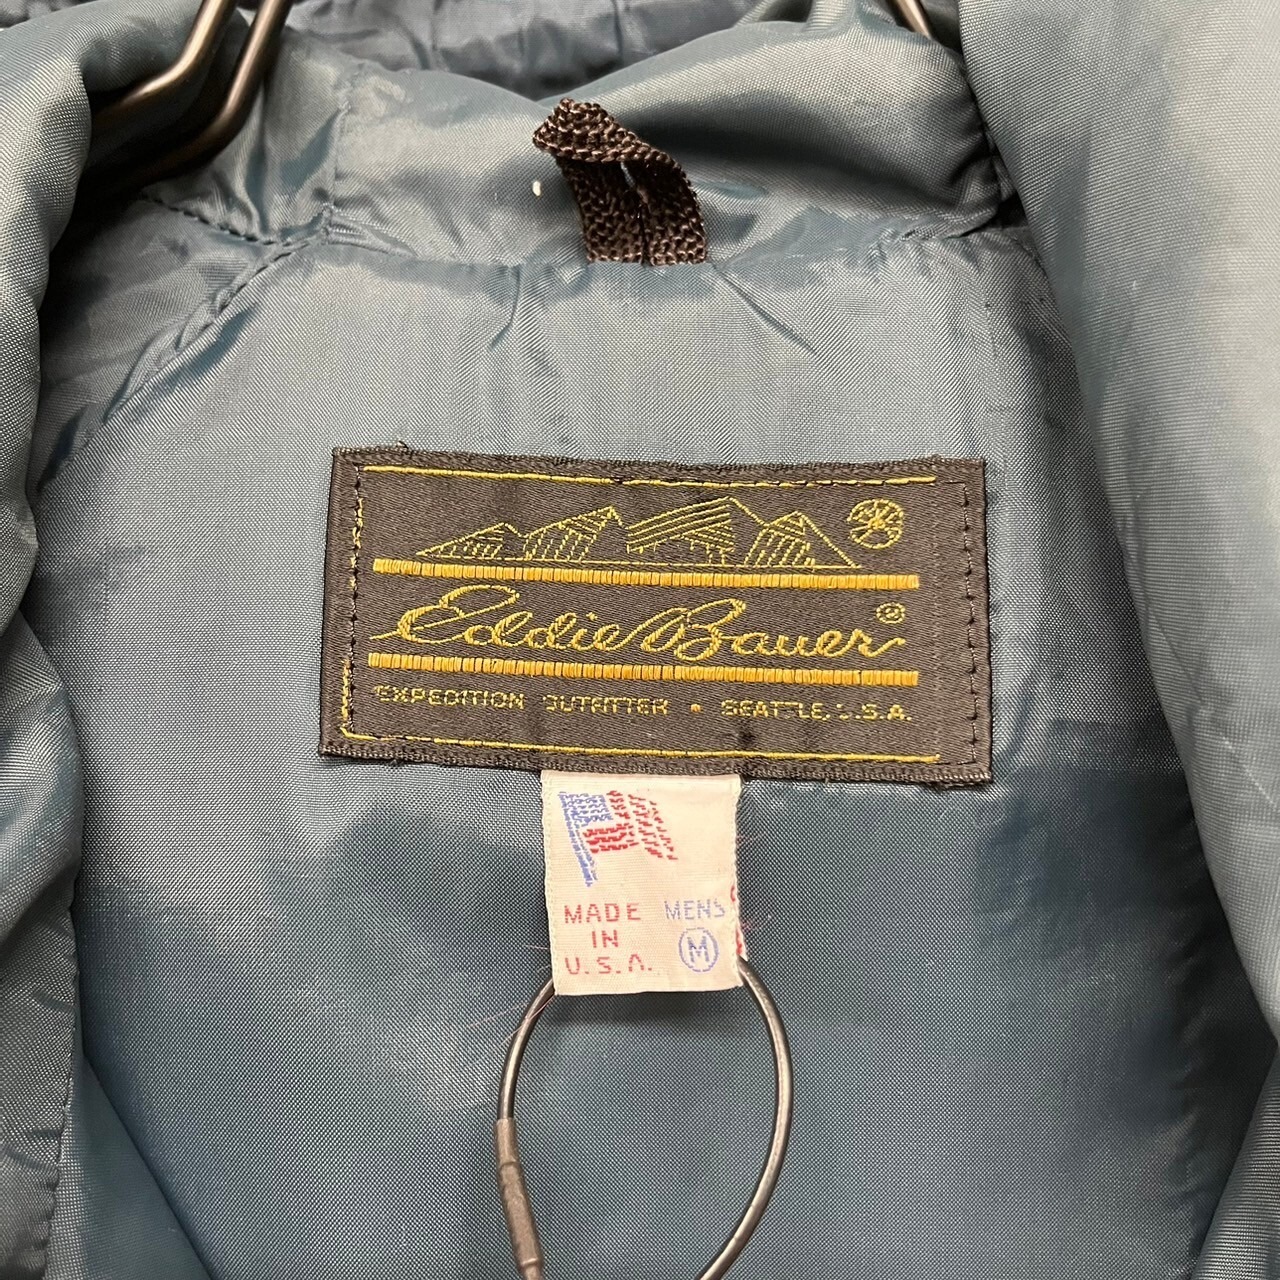 Eddie Bauer ®
EXPEDITION OUTFITTER • SEATTLE, U.S.A.
MADE IN U.S.A.
MENS M